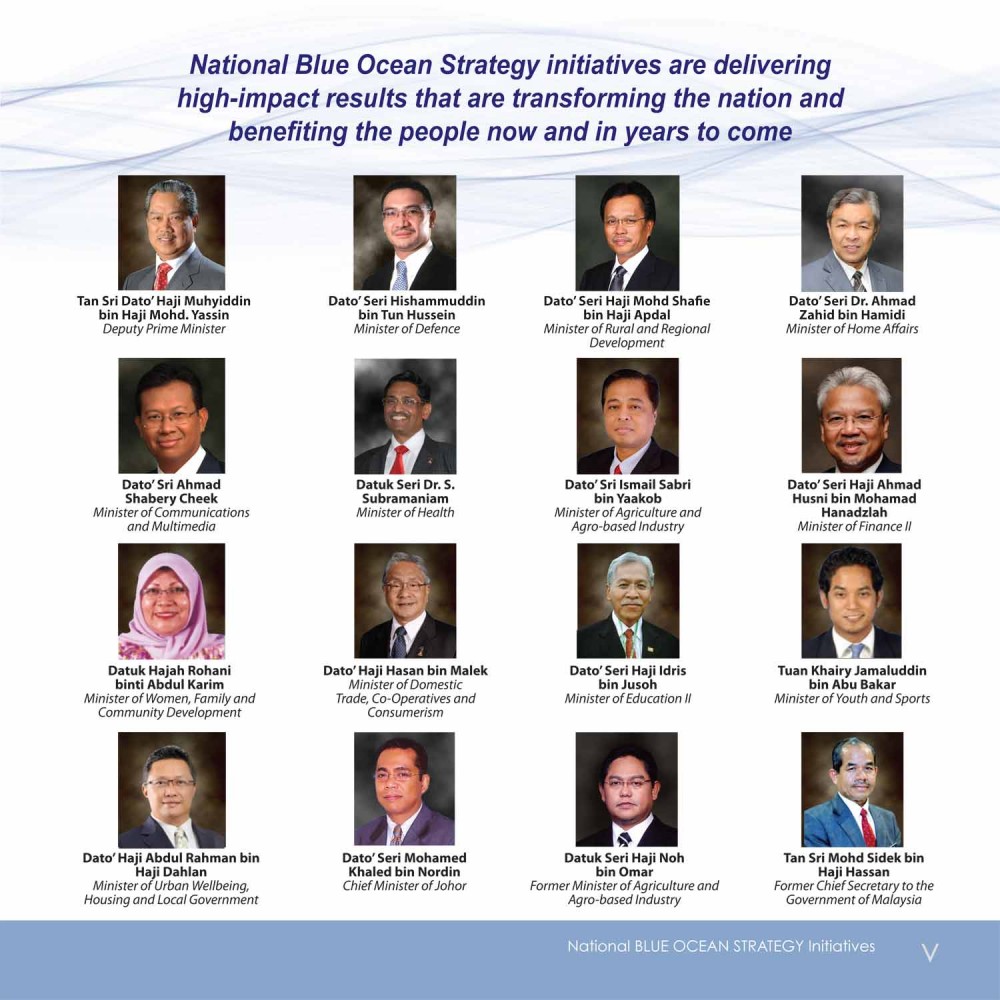 National Blue Ocean Strategy initiatives are delivering
high-impact results that are transforming the nation and
benefiting the people now and in years to come
Tan Sri Dato’ Haji Muhyiddin
bin Haji Mohd. Yassin
Deputy Prime Minister
Dato’ Seri Hishammuddin
bin Tun Hussein
Minister of Defence
Dato’ Seri Haji Mohd Shafie
bin Haji Apdal
Minister of Rural and Regional
Development
Dato’ Seri Dr. Ahmad
Zahid bin Hamidi
Minister of Home Affairs
Dato’ Sri Ahmad
Shabery Cheek
Minister of Communications
and Multimedia
Datuk Seri Dr. S.
Subramaniam
Minister of Health
Dato’ Sri Ismail Sabri
bin Yaakob
Minister of Agriculture and
Agro-based Industry
Dato’ Seri Haji Ahmad
Husni bin Mohamad
Hanadzlah
Minister of Finance II
Datuk Hajah Rohani
binti Abdul Karim
Minister of Women, Family and
Community Development
Dato’ Haji Hasan bin Malek
Minister of Domestic
Trade, Co-Operatives and
Consumerism
Dato’ Seri Haji Idris
bin Jusoh
Minister of Education II
Tuan Khairy Jamaluddin
bin Abu Bakar
Minister of Youth and Sports
Dato’ Haji Abdul Rahman bin
Haji Dahlan
Minister of Urban Wellbeing,
Housing and Local Government
Dato’ Seri Mohamed
Khaled bin Nordin
Chief Minister of Johor
Datuk Seri Haji Noh
bin Omar
Former Minister of Agriculture and
Agro-based Industry
Tan Sri Mohd Sidek bin
Haji Hassan
Former Chief Secretary to the
Government of Malaysia
National BLUE OCEAN STRATEGY Initiatives
V